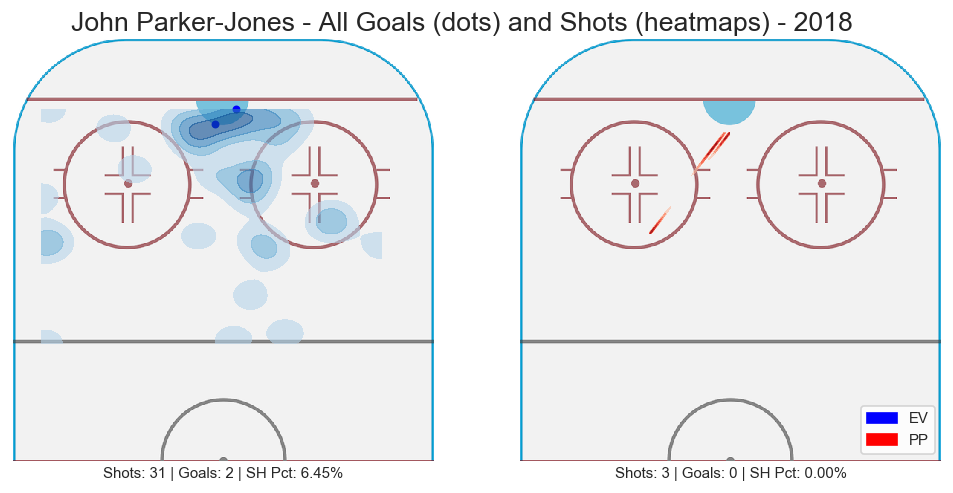 John Parker-Jones - All Goals (dots) and Shots (heatmaps) - 2018
EV
PP
Shots: 31 | Goals: 2 | SH Pct: 6.45%
Shots: 3 | Goals: 0 | SH Pct: 0.00%